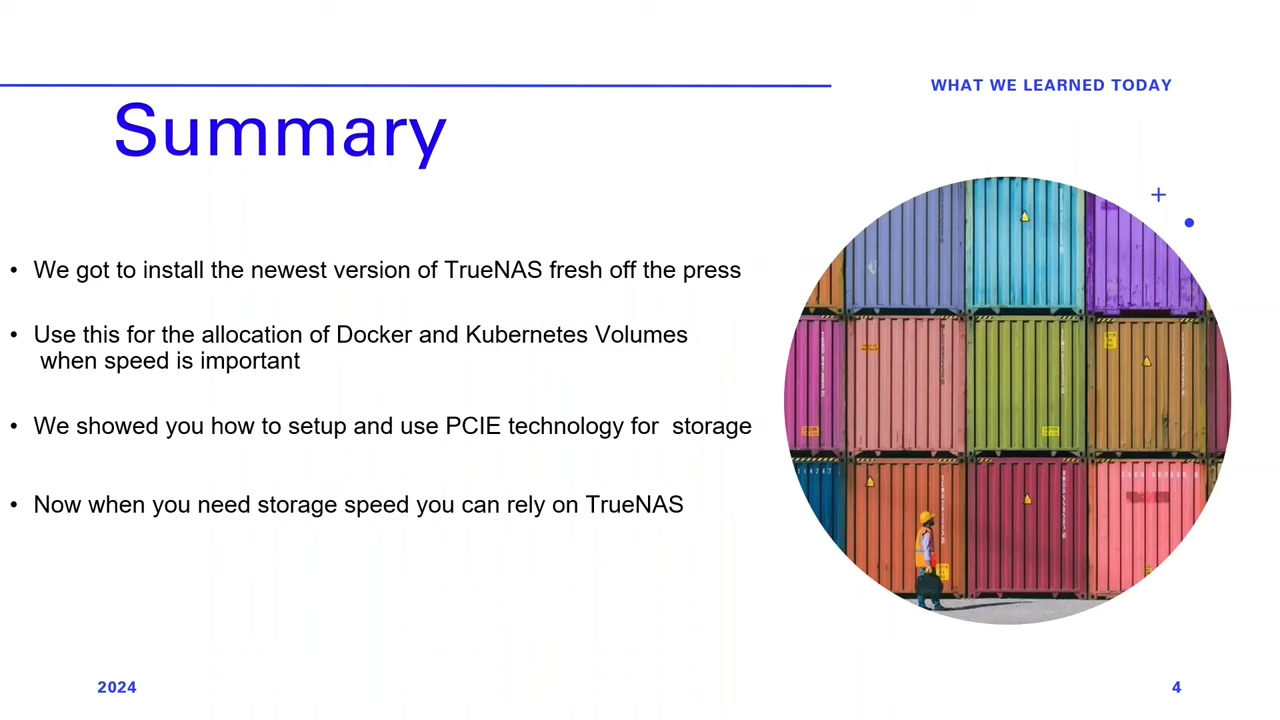 WHAT WE LEARNED TODAY
Summary
• We got to install the newest version of TrueNAS fresh off the press
• Use this for the allocation of Docker and Kubernetes Volumes
when speed is important
• We showed you how to setup and use PCIE technology for  storage
• Now when you need storage speed you can rely on TrueNAS
2024
4